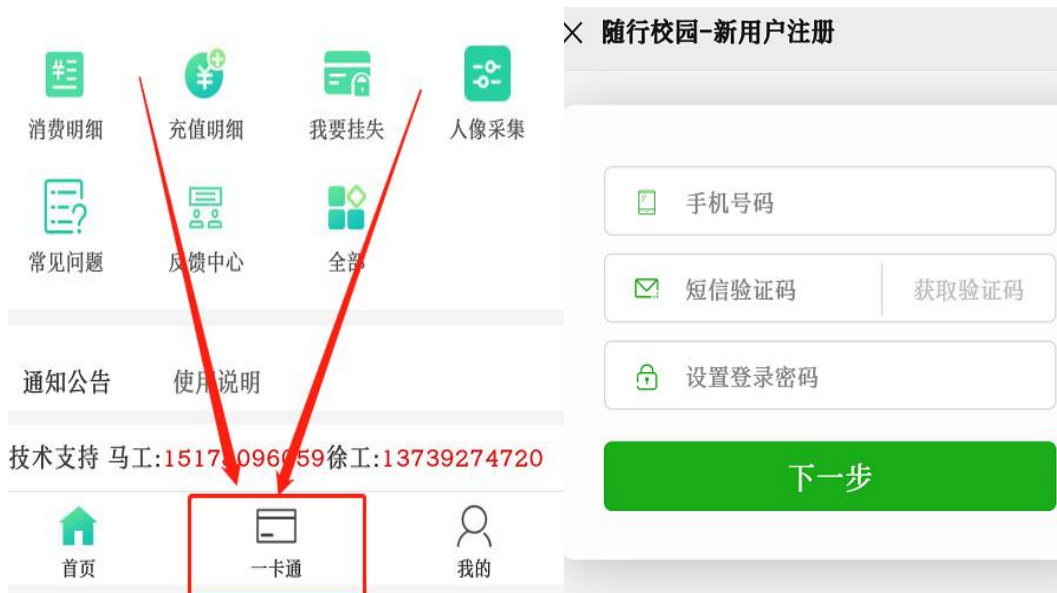 消费明细 充值明细 我要挂失 人像采集
常见问题 反馈中心 全部
通知公告 使用说明
技术支持 马工: 徐工:13739274720
首页 一卡通 我的
随行校园-新用户注册
手机号码
短信验证码 获取验证码
设置登录密码
下一步